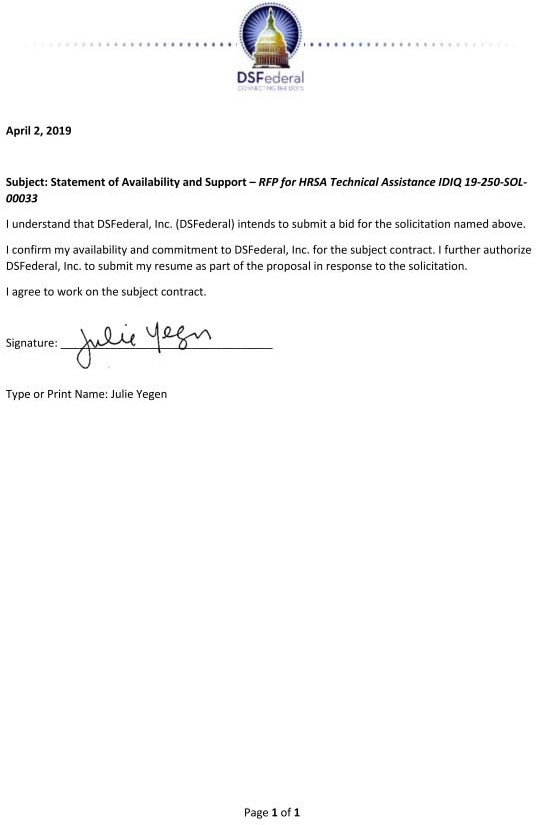 DSFederal
CONNECTING THE DOTS
April 2, 2019
Subject: Statement of Availability and Support – RFP for HRSA Technical Assistance IDIQ 19-250-SOL-
00033
I understand that DSFederal, Inc. (DSFederal) intends to submit a bid for the solicitation named above.
I confirm my availability and commitment to DSFederal, Inc. for the subject contract. I further authorize
DSFederal, Inc. to submit my resume as part of the proposal in response to the solicitation.
I agree to work on the subject contract.
Signature: Julie Yegen
Type or Print Name: Julie Yegen
Page 1 of 1